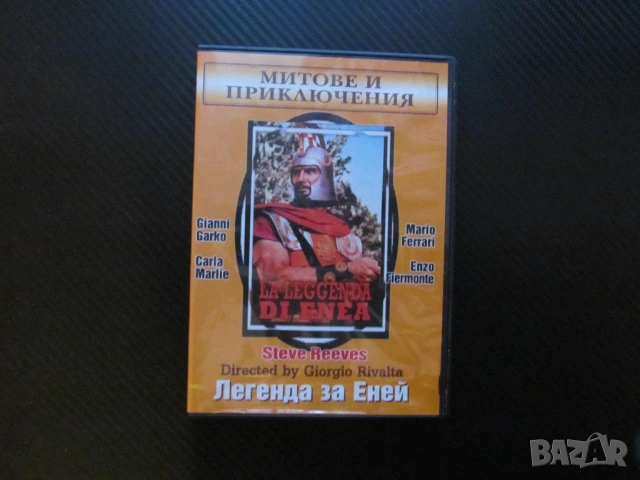 МИТОВЕ И
ПРИКЛЮЧЕНИЯ
Gianni
Garko
Mario
Ferrari
Carla
Marlie
Enzo
Fiermonte
LA LEGGENDA
DI ENEA
Steve Reeves
Directed by Giorgio Rivalta
Легенда за Еней
BAZAR